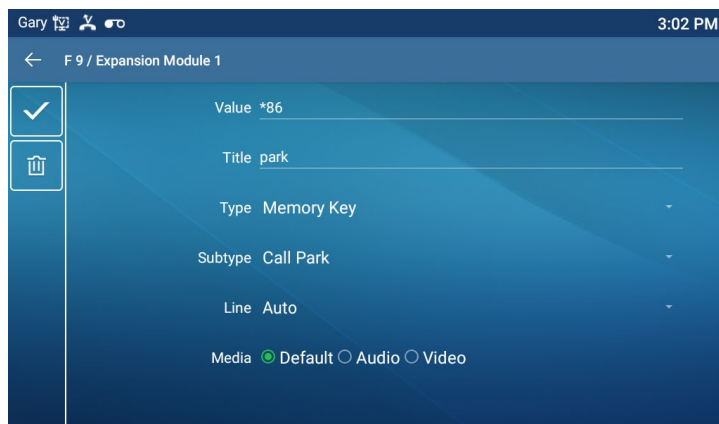 Gary 3:02 PM
F 9 / Expansion Module 1
Value *86
Title park
Type Memory Key
Subtype Call Park
Line Auto
Media Default Audio Video